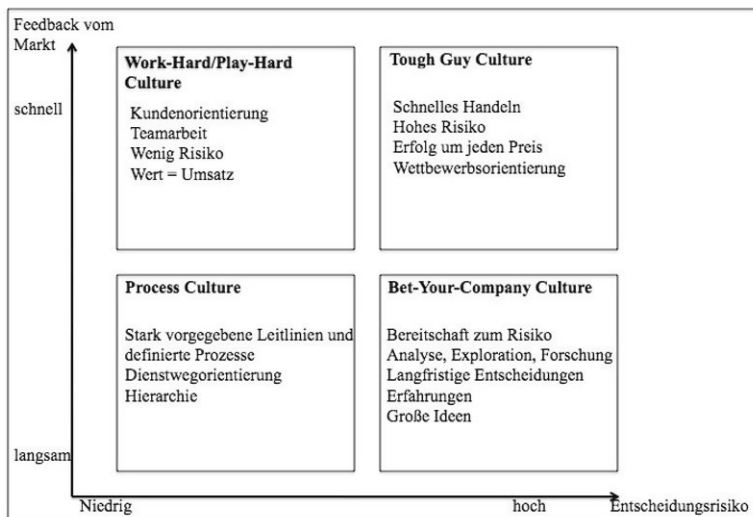 Feedback vom
Markt
schnell
Work-Hard/Play-Hard
Culture
Kundenorientierung
Teamarbeit
Wenig Risiko
Wert = Umsatz
Tough Guy Culture
Schnelles Handeln
Hohes Risiko
Erfolg um jeden Preis
Wettbewerbsorientierung
Process Culture
Stark vorgegebene Leitlinien und
definierte Prozesse
Dienstwegorientierung
Hierarchie
Bet-Your-Company Culture
Bereitschaft zum Risiko
Analyse, Exploration, Forschung
Langfristige Entscheidungen
Erfahrungen
Große Ideen
langsam
Niedrig
hoch
Entscheidungsrisiko